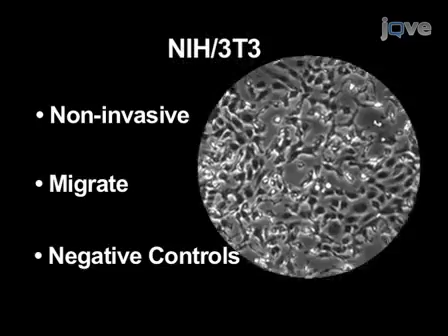 jove
NIH/3T3
• Non-invasive
• Migrate
• Negative Controls